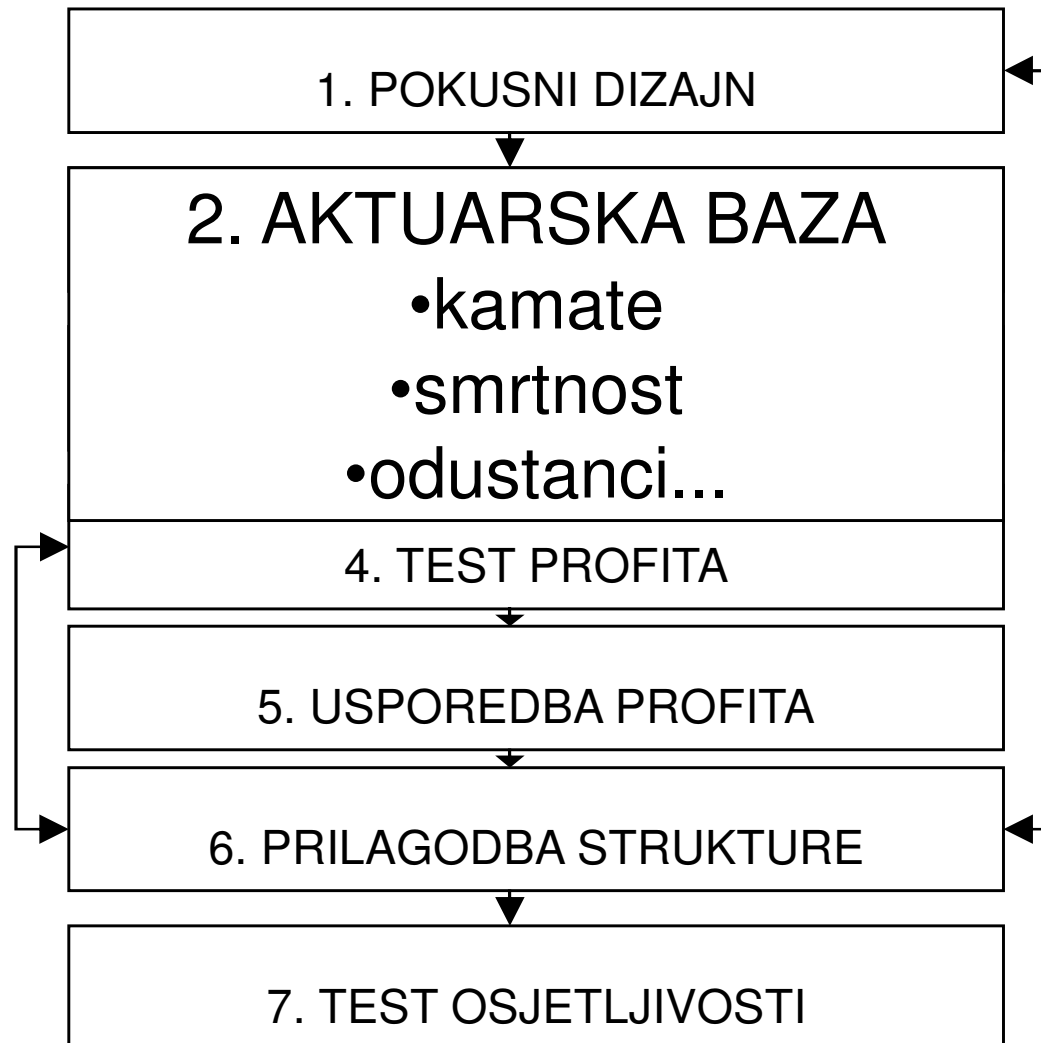 1. POKUSNI DIZAJN
2. AKTUARSKA BAZA
•kamate
•smrtnost
•odustanci...
4. TEST PROFITA
5. USPOREDBA PROFITA
6. PRILAGODBA STRUKTURE
7. TEST OSJETLJIVOSTI